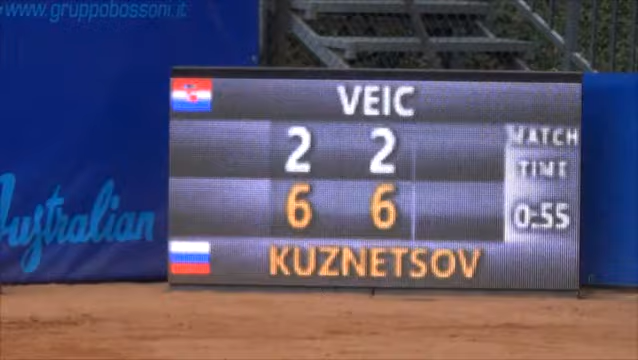 www.gruppobossoni.it
VEIC
2 2
MATCH
TIME
6 6
0:55
Australian
KUZNETSOV